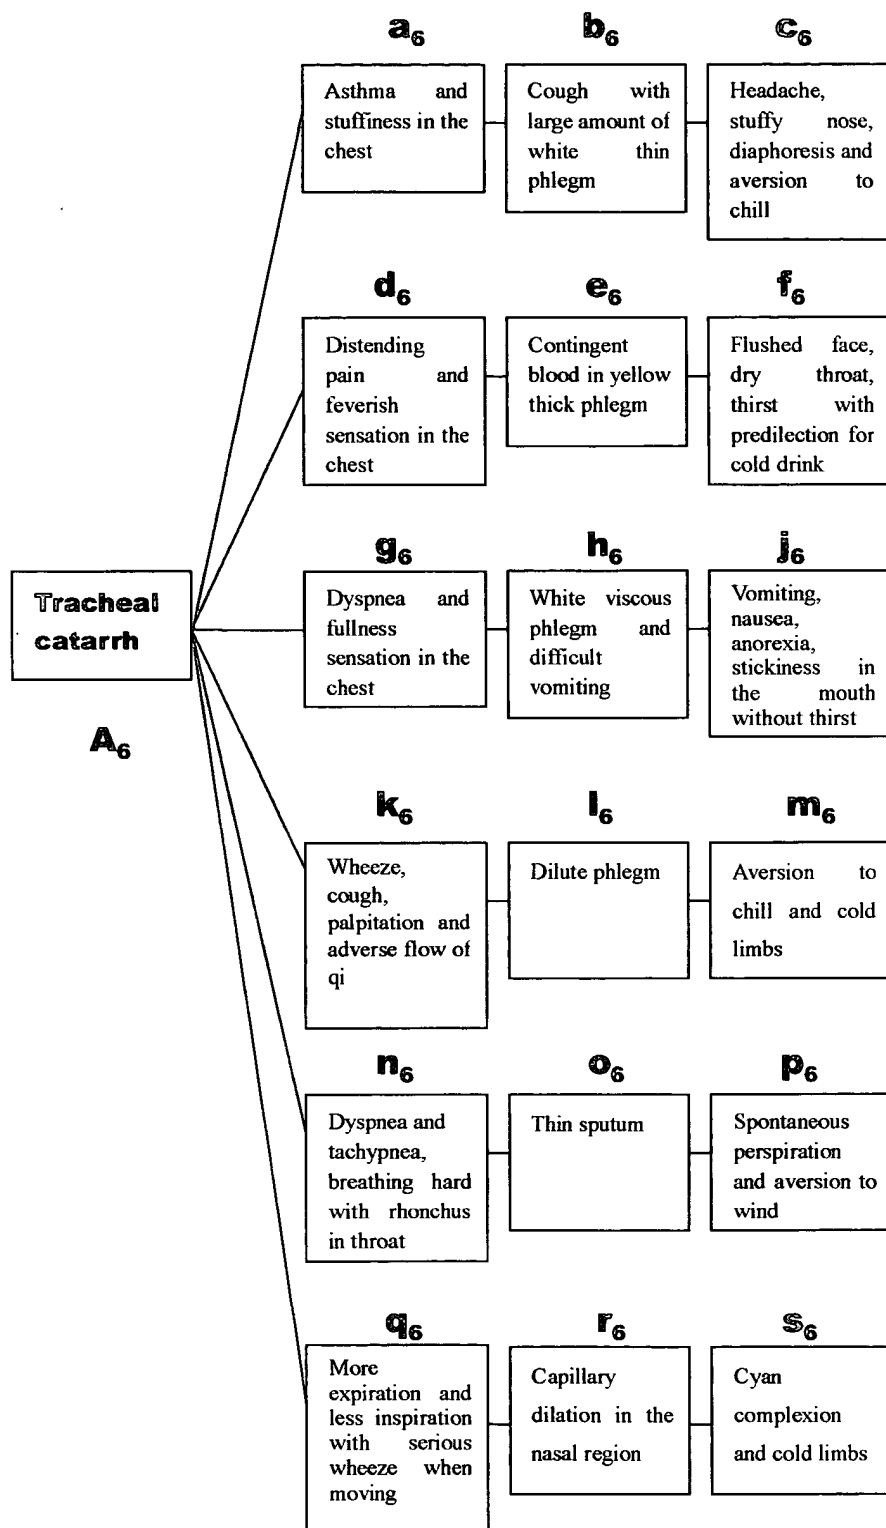 a6 b6 c6
Asthma and
stuffiness in the
chest
Cough with
large amount of
white thin
phlegm
Headache,
stuffy nose,
diaphoresis and
aversion to
chill
d6 e6 f6
Distending
pain and
feverish
sensation in the
chest
Contingent
blood in yellow
thick phlegm
Flushed face,
dry throat,
thirst with
predilection for
cold drink
g6 h6 j6
Tracheal
catarrh
A6
Dyspnea and
fullness
sensation in the
chest
White viscous
phlegm and
difficult
vomiting
Vomiting,
nausea,
anorexia,
stickiness in
the mouth
without thirst
k6 l6 m6
Wheeze,
cough,
palpitation and
adverse flow of
qi
Dilute phlegm
Aversion to
chill and cold
limbs
n6 o6 p6
Dyspnea and
tachypnea,
breathing hard
with rhonchus
in throat
Thin sputum
Spontaneous
perspiration
and aversion to
wind
q6 r6 s6
More
expiration and
less inspiration
with serious
wheeze when
moving
Capillary
dilation in the
nasal region
Cyan
complexion
and cold limbs